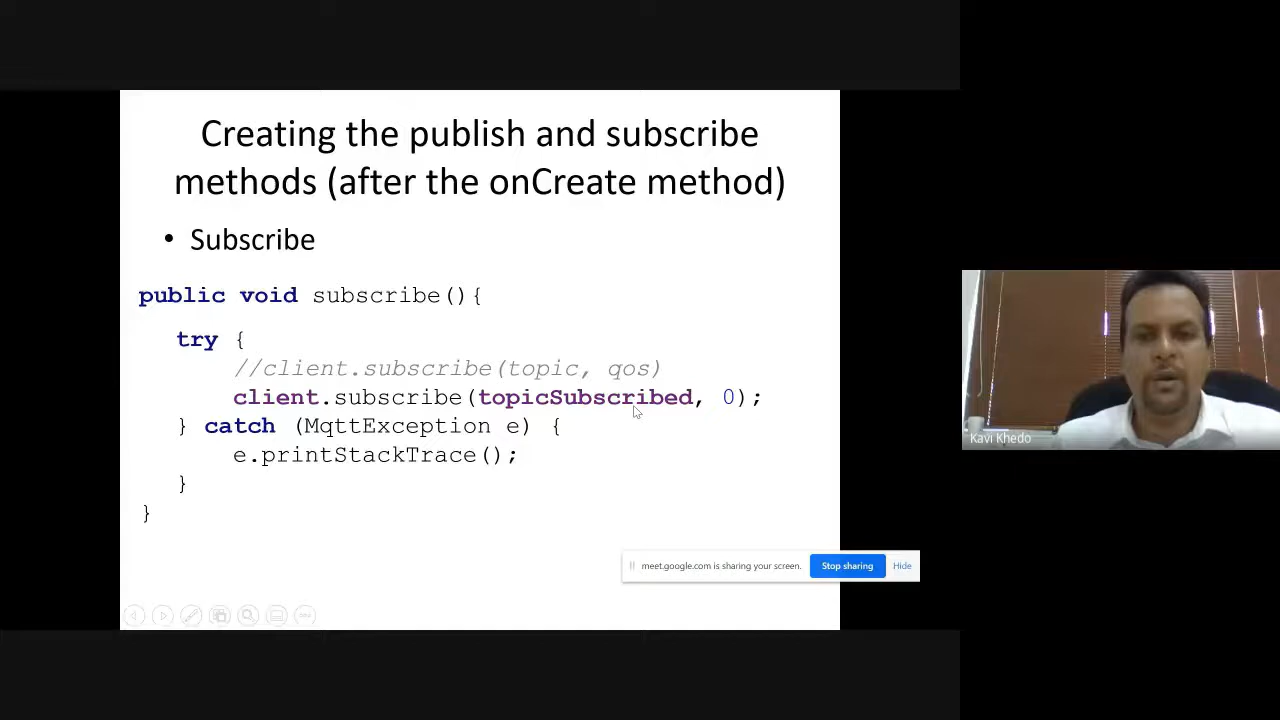 Creating the publish and subscribe
methods (after the onCreate method)
• Subscribe
public void subscribe(){
try {
//client.subscribe(topic, qos)
client.subscribe(topicSubscribed, 0);
} catch (MqttException e) {
e.printStackTrace();
}
}
meet.google.com is sharing your screen. Stop sharing Hide
Kavi Khedo